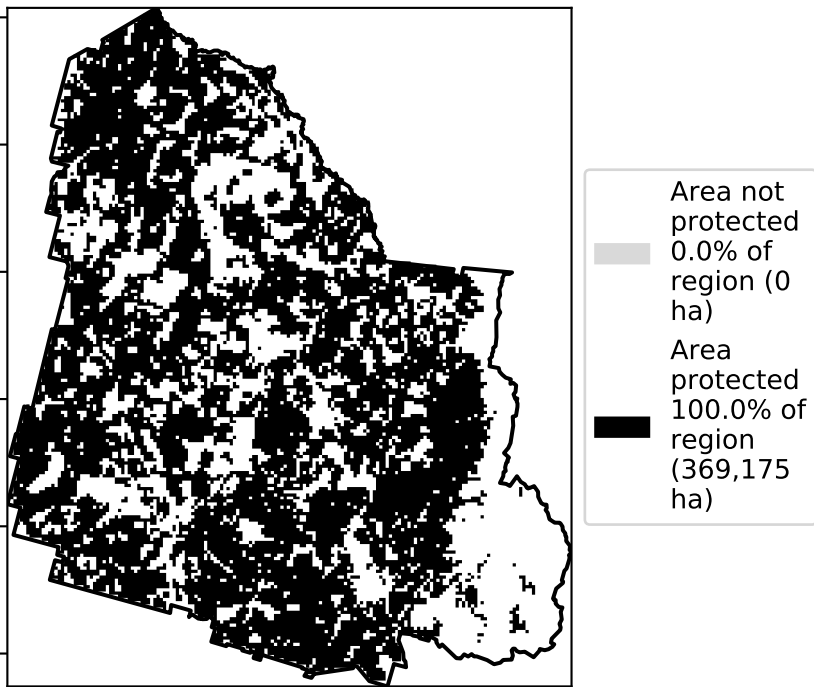 Area not
protected
0.0% of
region (0
ha)
Area
protected
100.0% of
region
(369,175
ha)